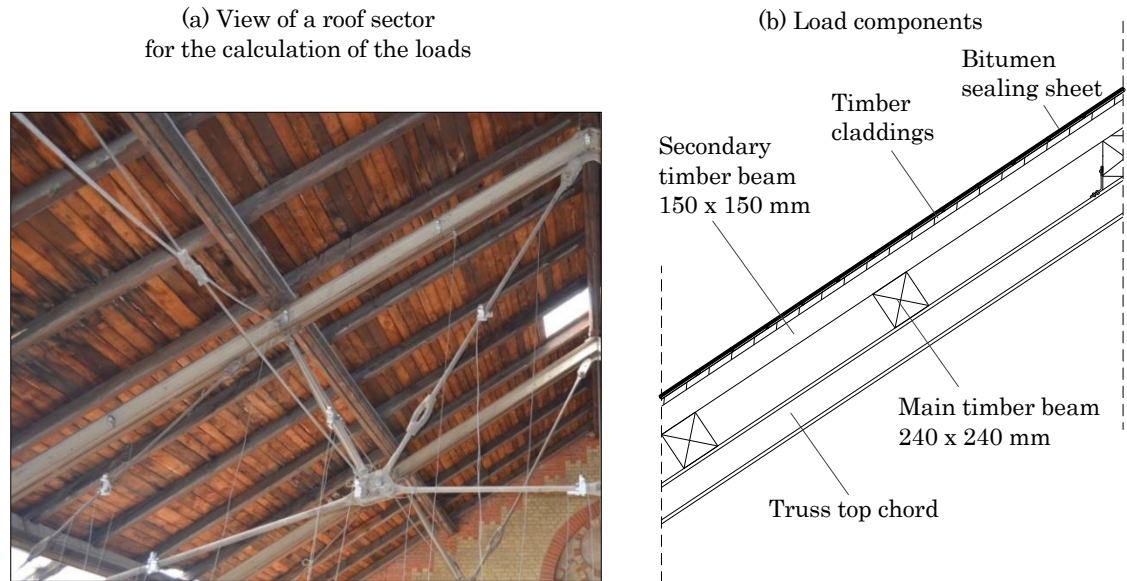 (a) View of a roof sector
for the calculation of the loads
(b) Load components
Bitumen
sealing sheet
Timber
claddings
Secondary
timber beam
150 x 150 mm
Main timber beam
240 x 240 mm
Truss top chord